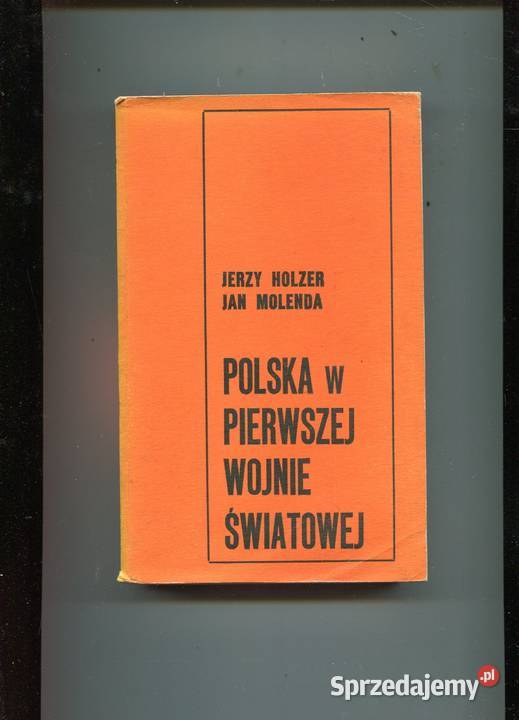 JERZY HOLZER
JAN MOLENDA
POLSKA W
PIERWSZEJ
WOJNIE
ŚWIATOWEJ
Sprzedajemy.pl